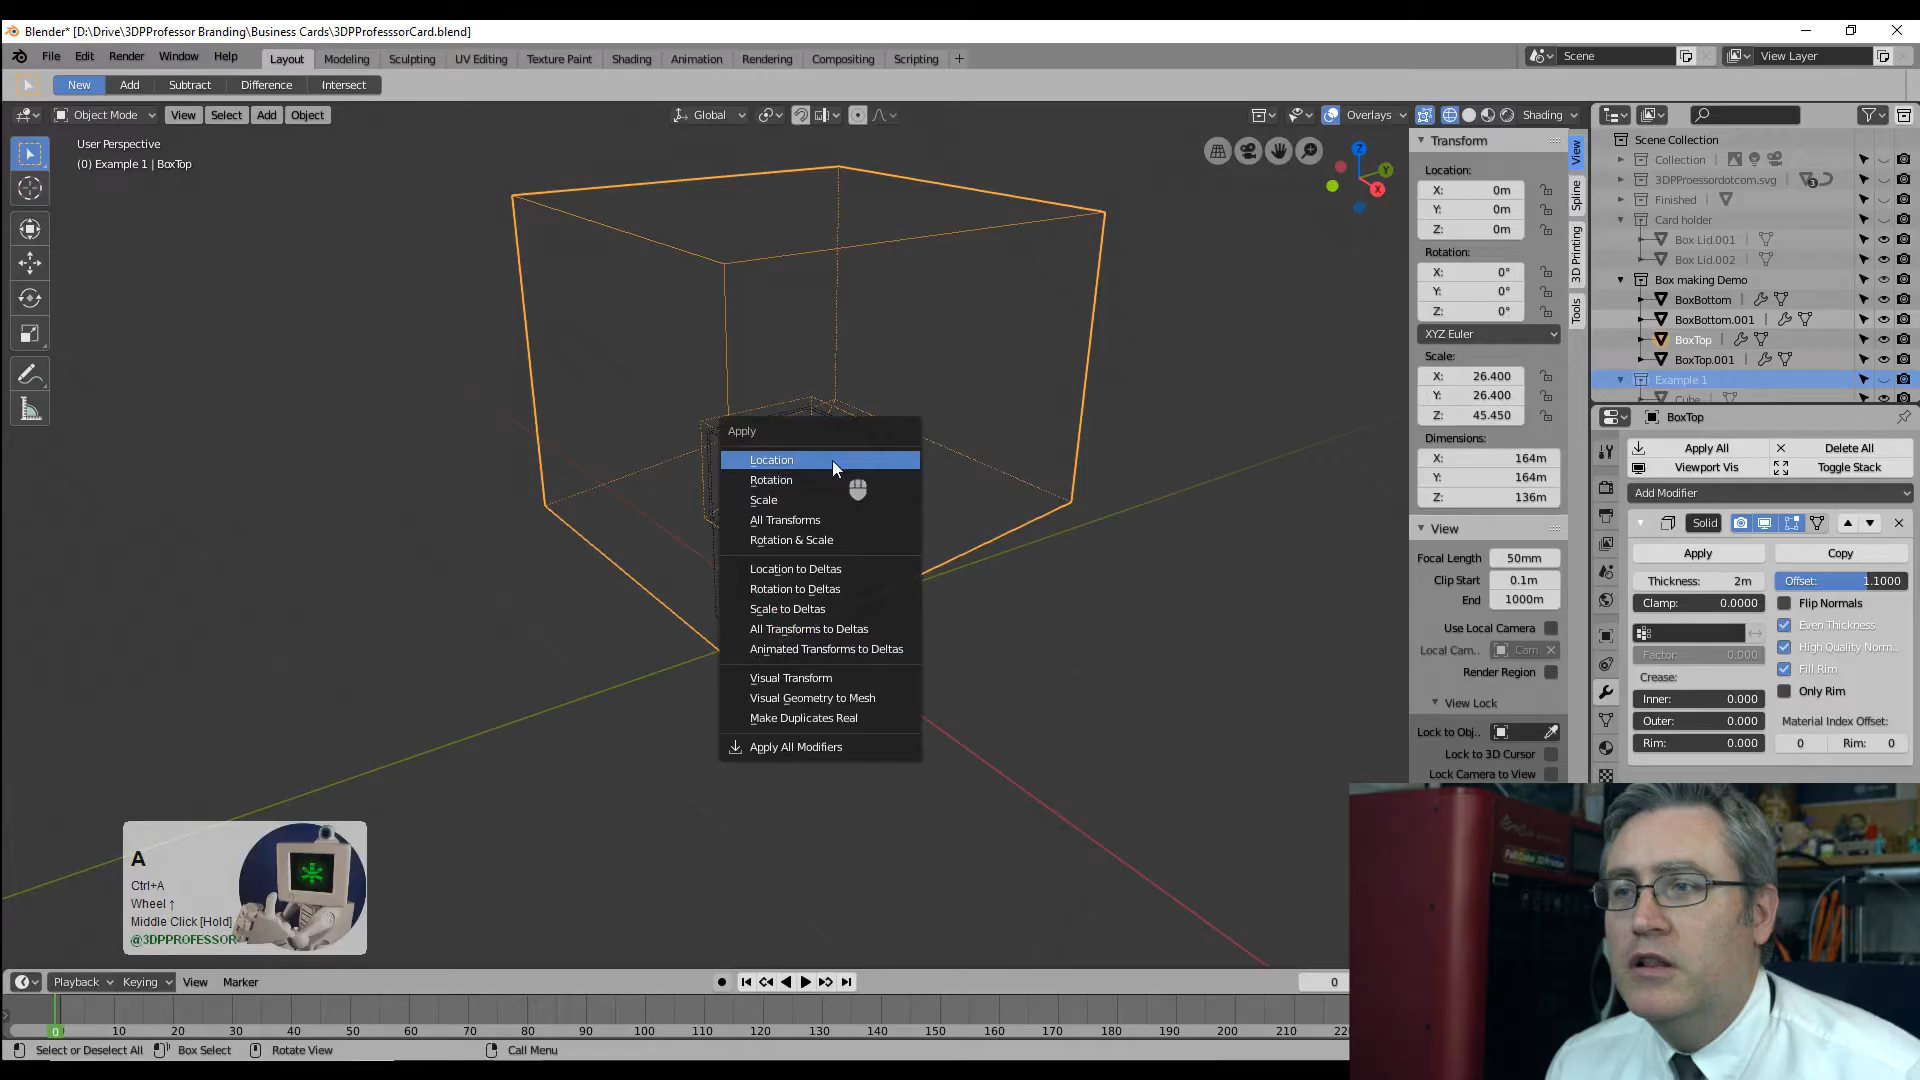 Blender* [D:\Drive\3DPProfessor Branding\Business Cards\3DPProfesssorCard.blend]
File Edit Render Window Help Layout Modeling Sculpting UV Editing Texture Paint Shading Animation Rendering Compositing Scripting + Scene View Layer
New Add Subtract Difference Intersect
Object Mode View Select Add Object Global Overlays Shading
User Perspective
(0) Example 1 | BoxTop
Transform
Location:
X: 0m
Y: 0m
Z: 0m
Rotation:
X: 0°
Y: 0°
Z: 0°
XYZ Euler
Scale:
X: 26.400
Y: 26.400
Z: 45.450
Dimensions:
X: 164m
Y: 164m
Z: 136m
View
Focal Length 50mm
Clip Start 0.1m
End 1000m
Use Local Camera
Local Cam.. Cam
Render Region
View Lock
Lock to Obj..
Lock to 3D Cursor
Lock Camera to View
View
Spline
3D Printing
Tools
Z
Y
X
Scene Collection
Collection
3DPProessordotcom.svg 3
Finished
Card holder
Box Lid.001
Box Lid.002
Box making Demo
BoxBottom
BoxBottom.001
BoxTop
BoxTop.001
Example 1
Cube
BoxTop
Apply All Delete All
Viewport Vis Toggle Stack
Add Modifier
Solid
Apply Copy
Thickness: 2m Offset: 1.1000
Clamp: 0.0000 Flip Normals
Even Thickness
Factor: 0.000 High Quality Norm..
Crease: Fill Rim
Inner: 0.000 Only Rim
Outer: 0.000 Material Index Offset:
Rim: 0.000 0 Rim: 0
Apply
Location
Rotation
Scale
All Transforms
Rotation & Scale
Location to Deltas
Rotation to Deltas
Scale to Deltas
All Transforms to Deltas
Animated Transforms to Deltas
Visual Transform
Visual Geometry to Mesh
Make Duplicates Real
Apply All Modifiers
A
Ctrl+A
Wheel ↑
Middle Click [Hold]
@3DPPROFESSOR
Full Color 3D Printer
Playback Keying View Marker 0
0 10 20 30 40 50 60 70 80 90 100 110 120 130 140 150 160 170 180 190 200 210 22
Select or Deselect All Box Select Rotate View Call Menu